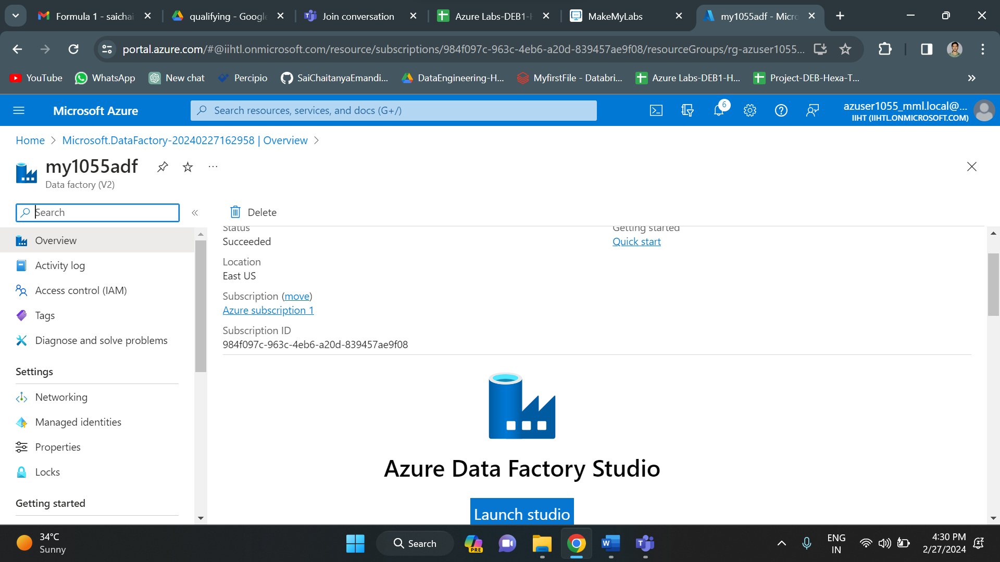 Formula 1 - saichai
qualifying - Google
Join conversation
Azure Labs-DEB1-H
MakeMyLabs
my1055adf - Micro
portal.azure.com/#@iihtl.onmicrosoft.com/resource/subscriptions/984f097c-963c-4eb6-a20d-839457ae9f08/resourceGroups/rg-azuser1055...
YouTube
WhatsApp
New chat
Percipio
SaiChaitanyaEmandi...
DataEngineering-H...
MyfirstFile - Databri...
Azure Labs-DEB1-H...
Project-DEB-Hexa-T...
Microsoft Azure
Search resources, services, and docs (G+/)
6
azuser1055_mml.local@...
IIHT (IIHTL.ONMICROSOFT.COM)
Home > Microsoft.DataFactory-20240227162958 | Overview >
my1055adf
Data factory (V2)
Search
Delete
Overview
Activity log
Access control (IAM)
Tags
Diagnose and solve problems
Settings
Networking
Managed identities
Properties
Locks
Getting started
Status
Succeeded
Getting started
Quick start
Location
East US
Subscription (move)
Azure subscription 1
Subscription ID
984f097c-963c-4eb6-a20d-839457ae9f08
Azure Data Factory Studio
Launch studio
34°C
Sunny
Search
PRE
W
ENG
IN
4:30 PM
2/27/2024